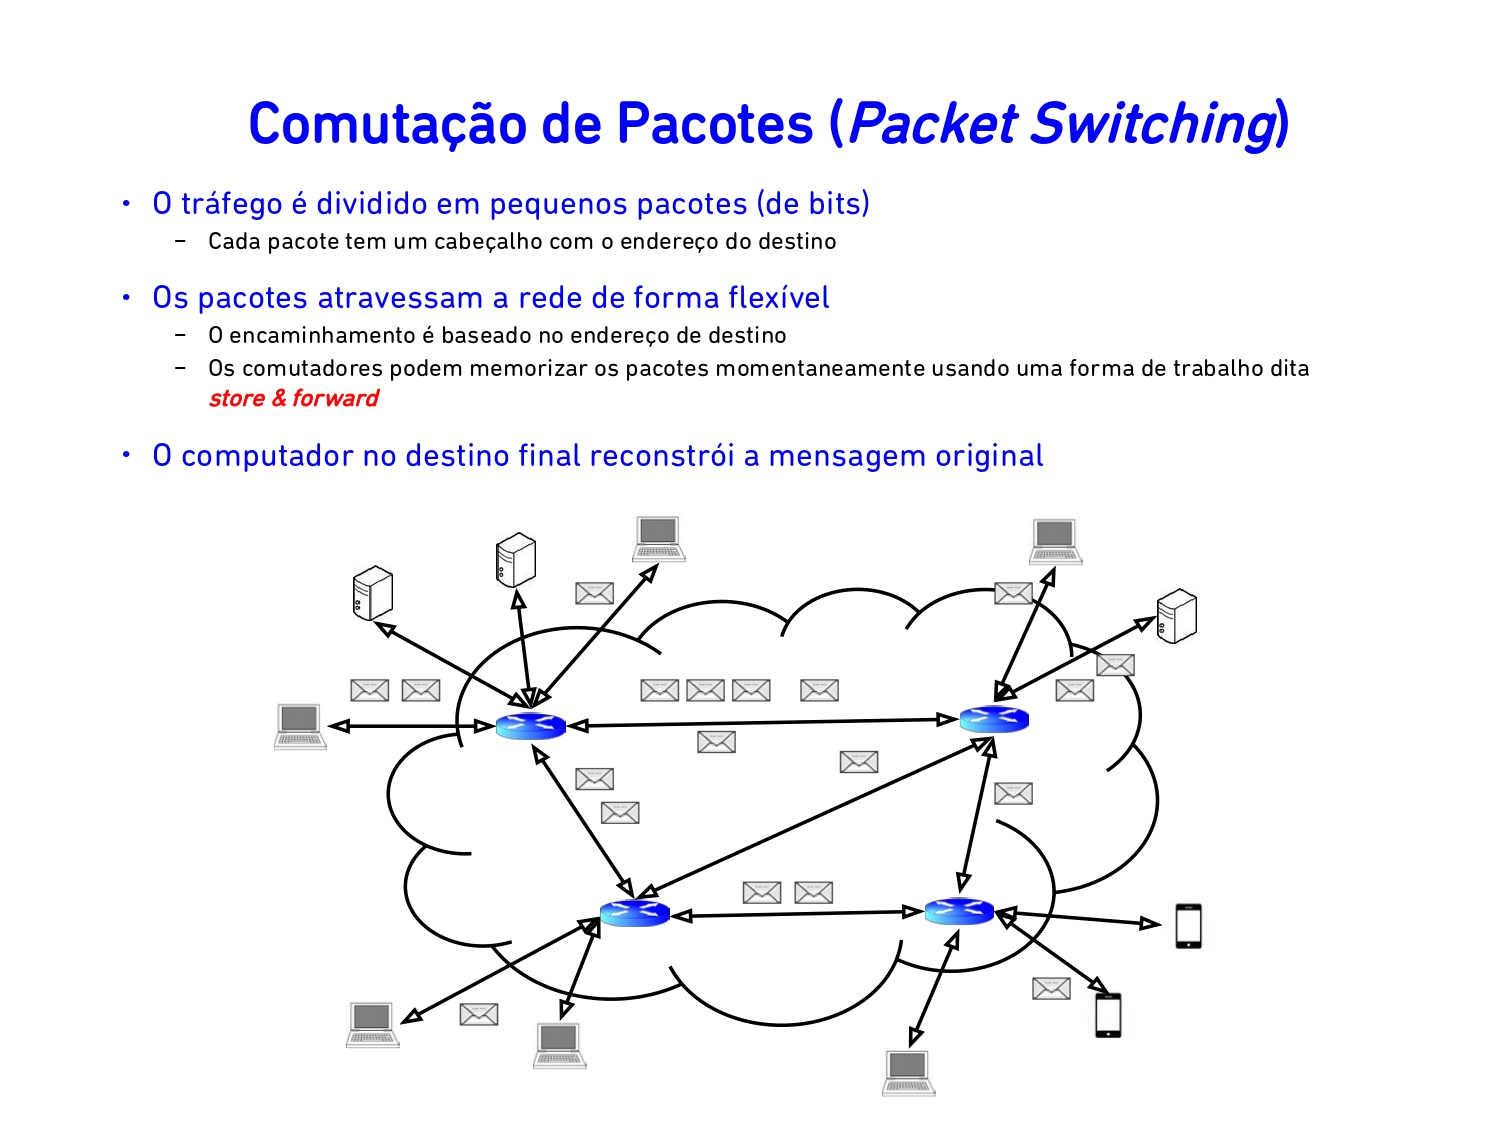 Comutação de Pacotes (Packet Switching)
• O tráfego é dividido em pequenos pacotes (de bits)
– Cada pacote tem um cabeçalho com o endereço do destino
• Os pacotes atravessam a rede de forma flexível
– O encaminhamento é baseado no endereço de destino
– Os comutadores podem memorizar os pacotes momentaneamente usando uma forma de trabalho dita
store & forward
• O computador no destino final reconstrói a mensagem original